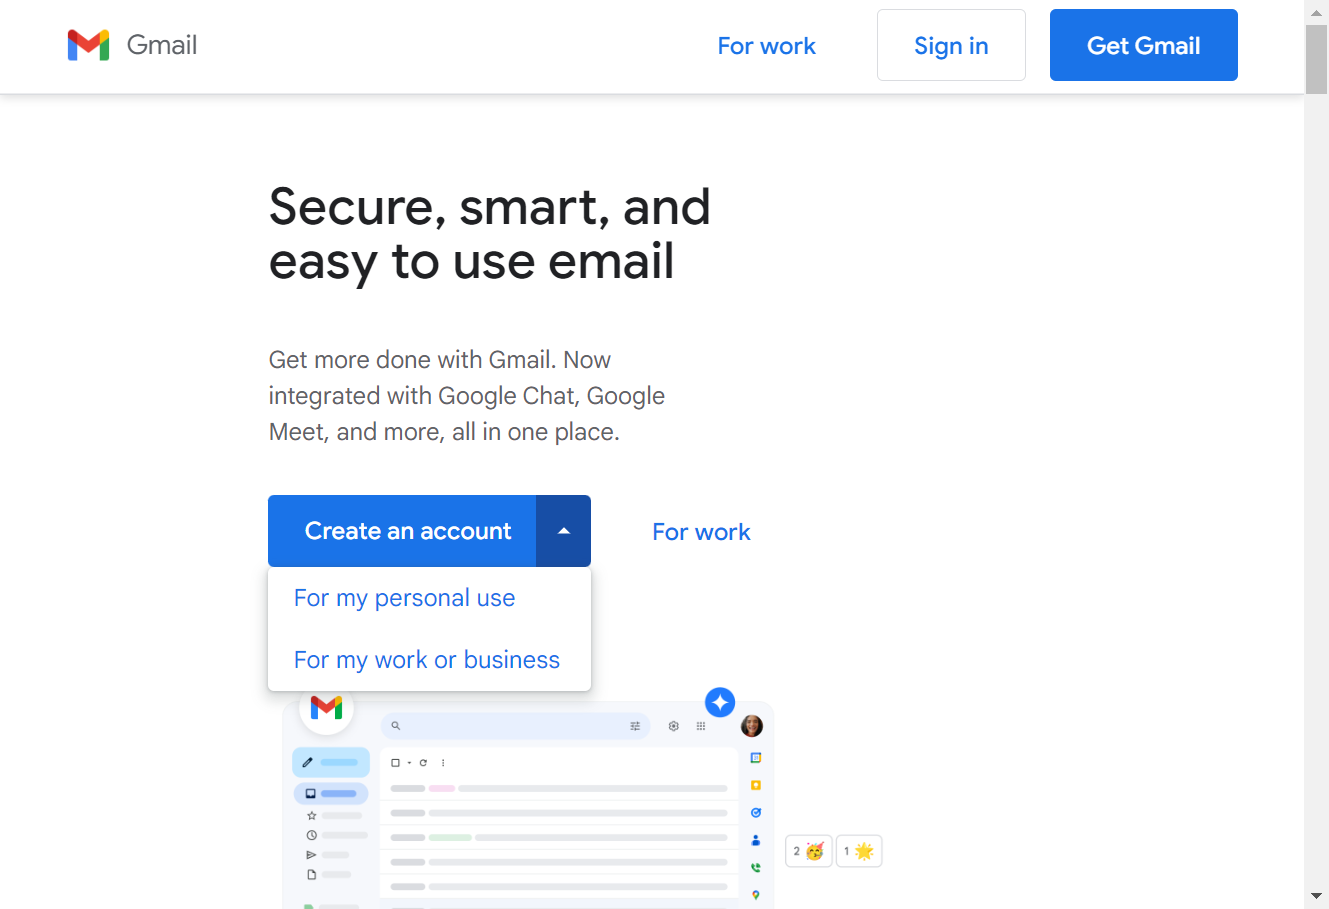 Gmail
For work
Sign in
Get Gmail
Secure, smart, and
easy to use email
Get more done with Gmail. Now
integrated with Google Chat, Google
Meet, and more, all in one place.
Create an account
For work
For my personal use
For my work or business
2
1